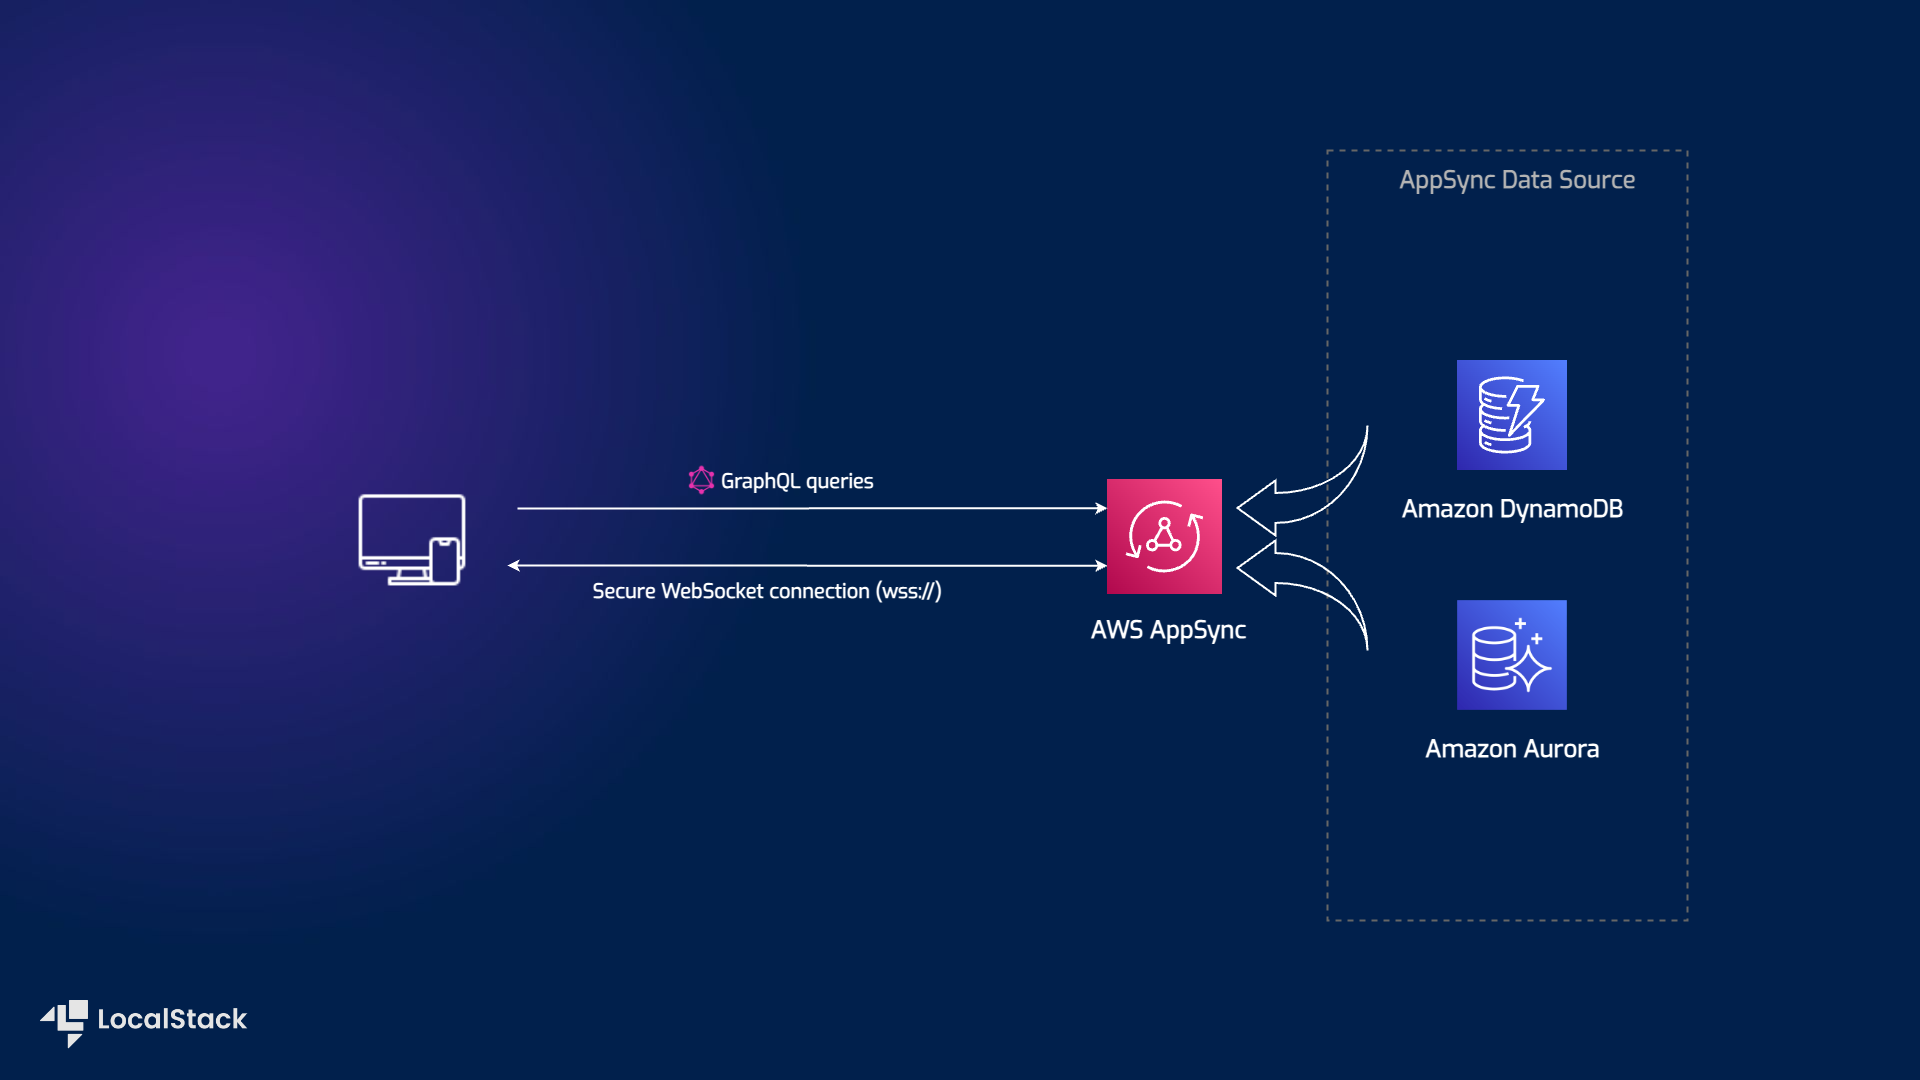 AppSync Data Source
GraphQL queries
Secure WebSocket connection (wss://)
AWS AppSync
Amazon DynamoDB
Amazon Aurora
LocalStack